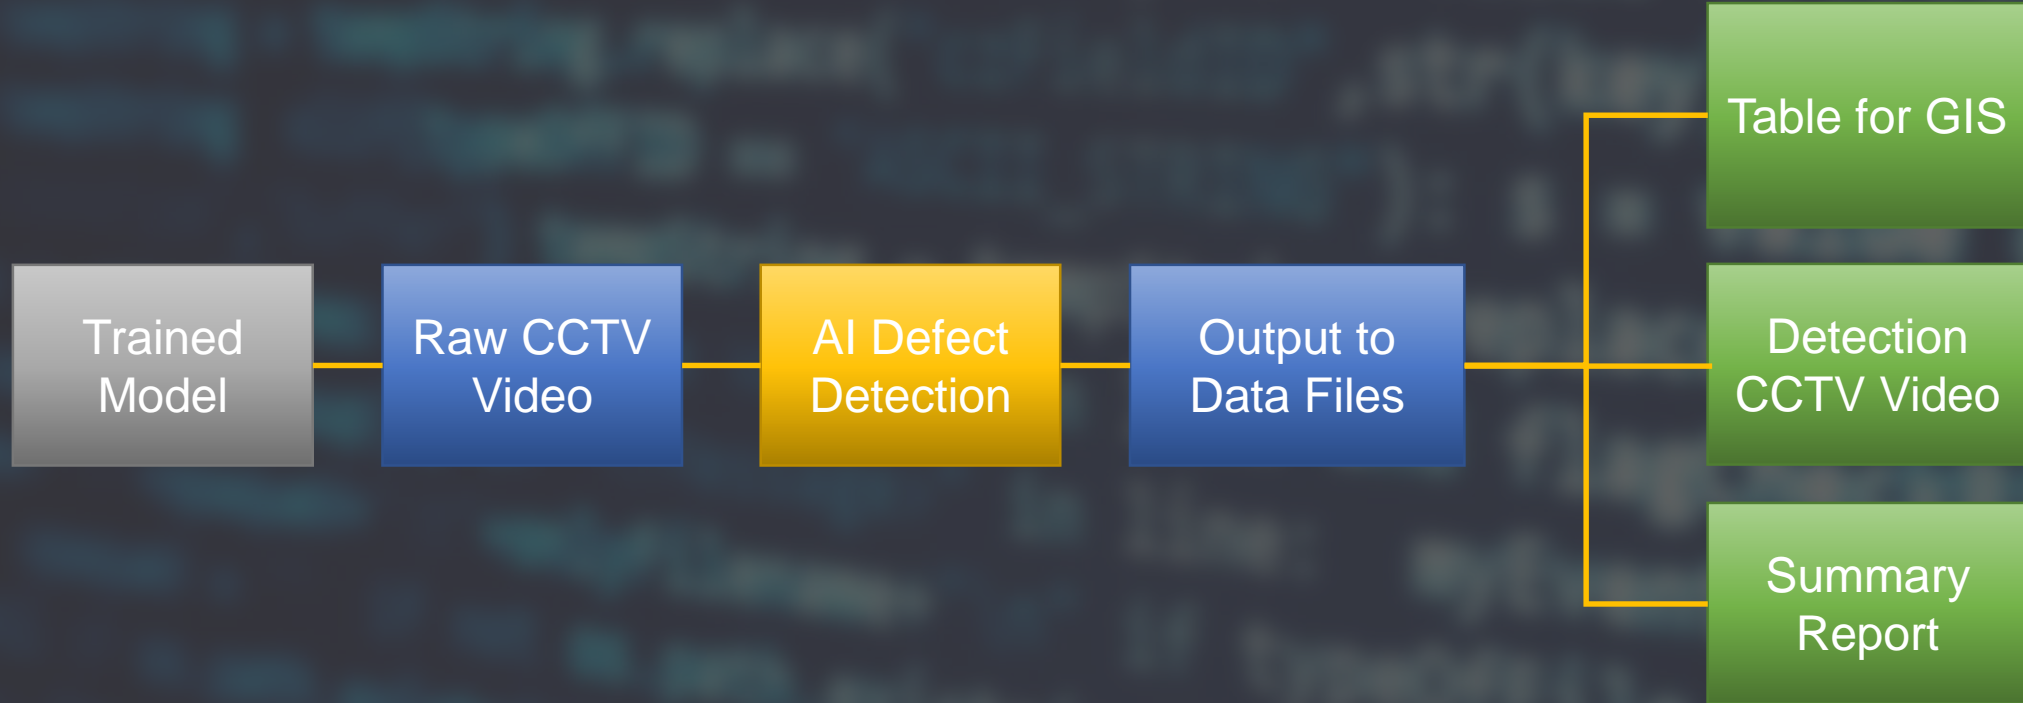 Table for GIS
Trained
Model
Raw CCTV
Video
AI Defect
Detection
Output to
Data Files
Detection
CCTV Video
Summary
Report